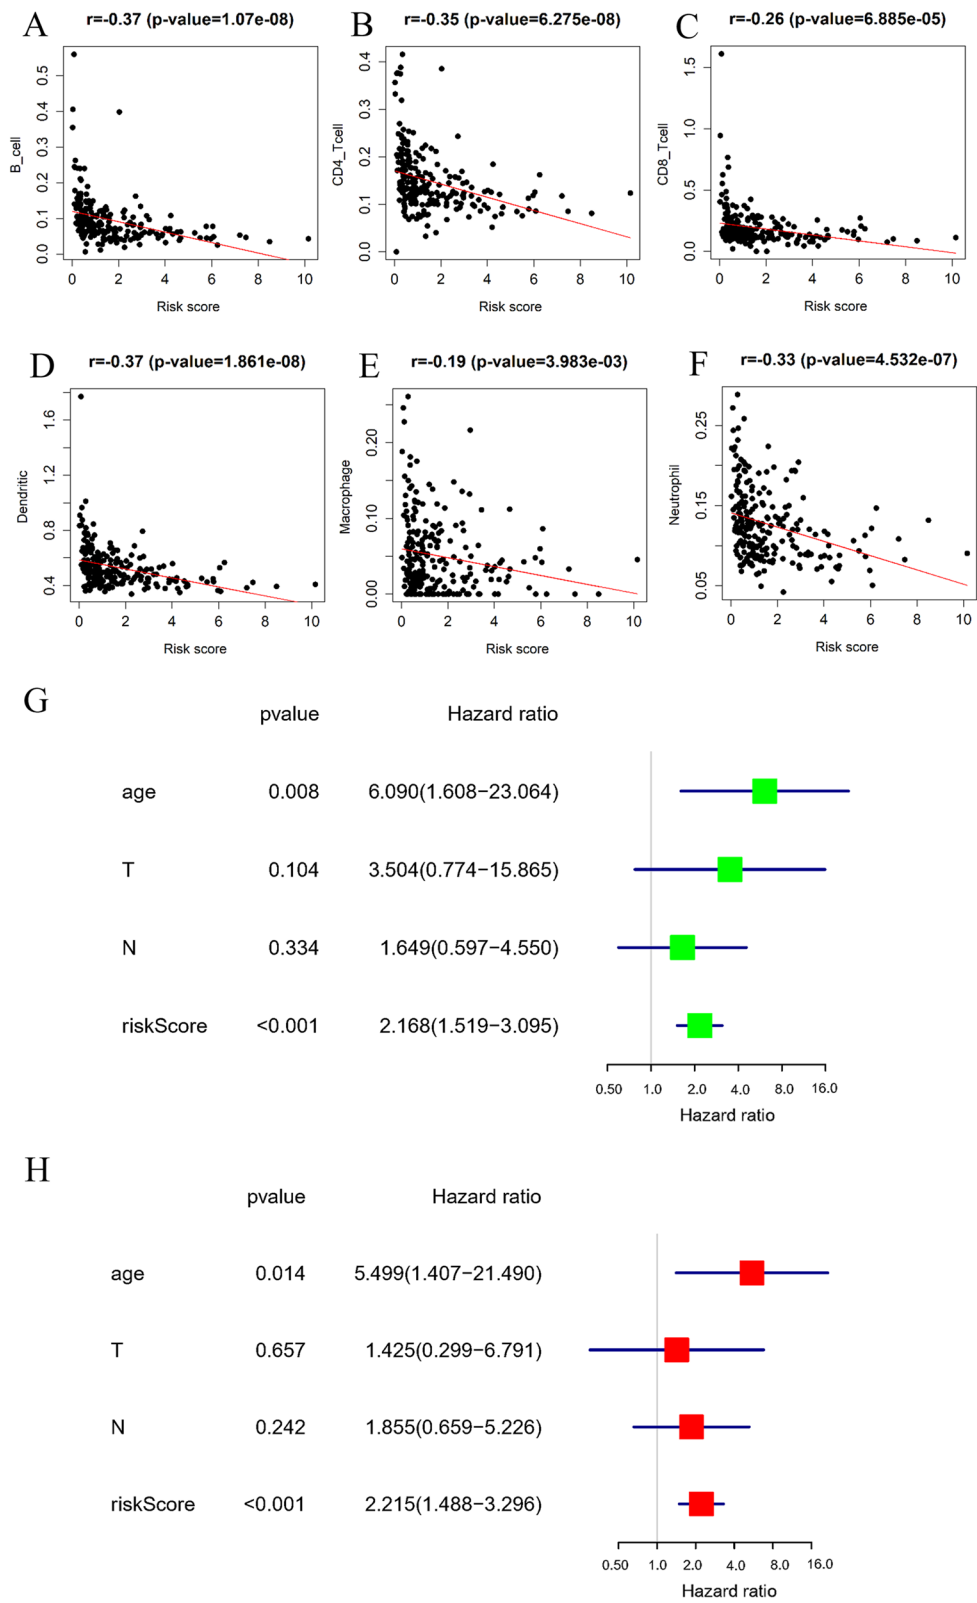 A
r=-0.37 (p-value=1.07e-08)
B_cell
0.0 0.1 0.2 0.3 0.4 0.5
0 2 4 6 8 10
Risk score
B
r=-0.35 (p-value=6.275e-08)
CD4_Tcell
0.0 0.1 0.2 0.3 0.4
0 2 4 6 8 10
Risk score
C
r=-0.26 (p-value=6.885e-05)
CD8_Tcell
0.0 0.5 1.0 1.5
0 2 4 6 8 10
Risk score
D
r=-0.37 (p-value=1.861e-08)
Dendritic
0.4 0.8 1.2 1.6
0 2 4 6 8 10
Risk score
E
r=-0.19 (p-value=3.983e-03)
Macrophage
0.00 0.10 0.20
0 2 4 6 8 10
Risk score
F
r=-0.33 (p-value=4.532e-07)
Neutrophil
0.05 0.15 0.25
0 2 4 6 8 10
Risk score
G
pvalue Hazard ratio
age 0.008 6.090(1.608−23.064)
T 0.104 3.504(0.774−15.865)
N 0.334 1.649(0.597−4.550)
riskScore <0.001 2.168(1.519−3.095)
0.50 1.0 2.0 4.0 8.0 16.0
Hazard ratio
H
pvalue Hazard ratio
age 0.014 5.499(1.407−21.490)
T 0.657 1.425(0.299−6.791)
N 0.242 1.855(0.659−5.226)
riskScore <0.001 2.215(1.488−3.296)
0.50 1.0 2.0 4.0 8.0 16.0
Hazard ratio